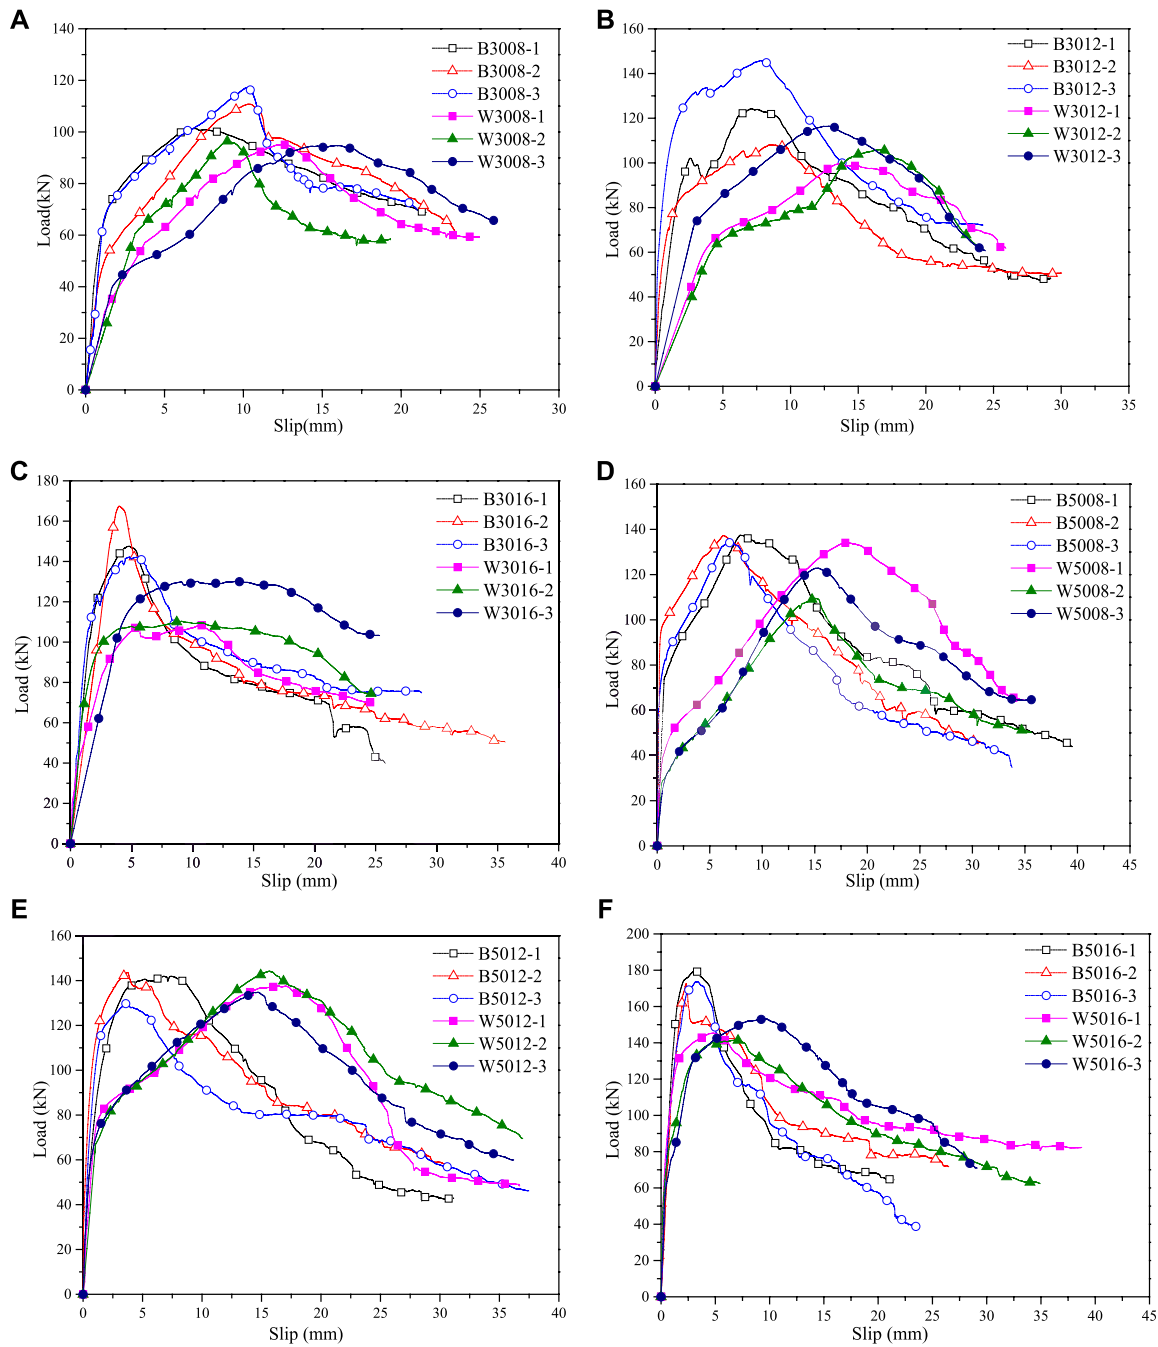 A
B
140
120
100
80
60
40
20
0
0 5 10 15 20 25 30
Load(kN)
Slip(mm)
B3008-1
B3008-2
B3008-3
W3008-1
W3008-2
W3008-3
160
140
120
100
80
60
40
20
0
0 5 10 15 20 25 30 35
Load (kN)
Slip (mm)
B3012-1
B3012-2
B3012-3
W3012-1
W3012-2
W3012-3
C
D
180
160
140
120
100
80
60
40
20
0
0 5 10 15 20 25 30 35 40
Load (kN)
Slip (mm)
B3016-1
B3016-2
B3016-3
W3016-1
W3016-2
W3016-3
160
140
120
100
80
60
40
20
0
0 5 10 15 20 25 30 35 40 45
Load (kN)
Slip (mm)
B5008-1
B5008-2
B5008-3
W5008-1
W5008-2
W5008-3
E
F
160
140
120
100
80
60
40
20
0
0 5 10 15 20 25 30 35 40
Load (kN)
Slip (mm)
B5012-1
B5012-2
B5012-3
W5012-1
W5012-2
W5012-3
200
180
160
140
120
100
80
60
40
20
0
0 5 10 15 20 25 30 35 40 45
Load (kN)
Slip (mm)
B5016-1
B5016-2
B5016-3
W5016-1
W5016-2
W5016-3